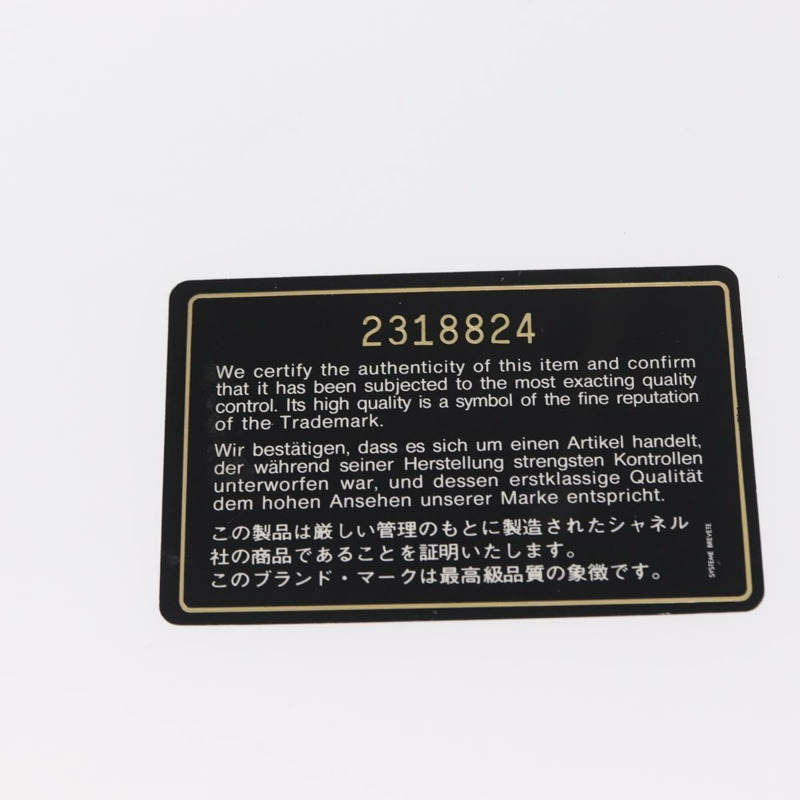 2318824
We certify the authenticity of this item and confirm
that it has been subjected to the most exacting quality
control. Its high quality is a symbol of the fine reputation
of the Trademark.
Wir bestätigen, dass es sich um einen Artikel handelt,
der während seiner Herstellung strengsten Kontrollen
unterworfen war, und dessen erstklassige Qualität
dem hohen Ansehen unserer Marke entspricht.
この製品は厳しい管理のもとに製造されたシャネル
社の商品であることを証明いたします。
このブランド・マークは最高級品質の象徴です。
SYSTEME BREVETE